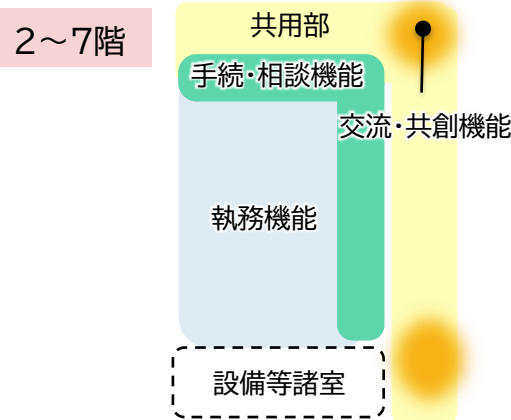 2～7階
共用部
手続・相談機能
交流・共創機能
執務機能
設備等諸室